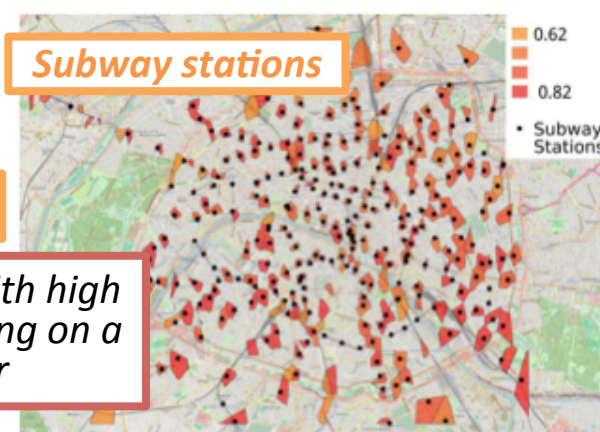 Subway stations
0.62
0.82
Subway
Stations
th high
ng on a
r